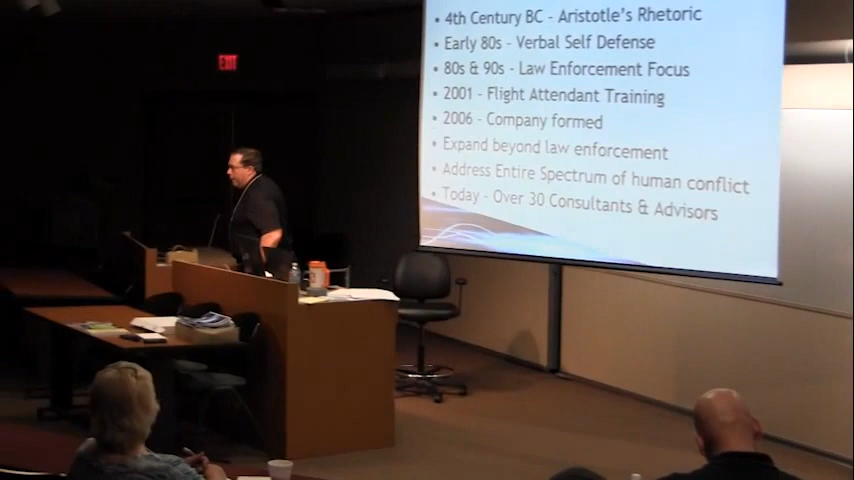 • 4th Century BC - Aristotle's Rhetoric
• Early 80s - Verbal Self Defense
• 80s & 90s - Law Enforcement Focus
• 2001 - Flight Attendant Training
• 2006 - Company formed
• Expand beyond law enforcement
• Address Entire Spectrum of human conflict
• Today - Over 30 Consultants & Advisors
EXIT